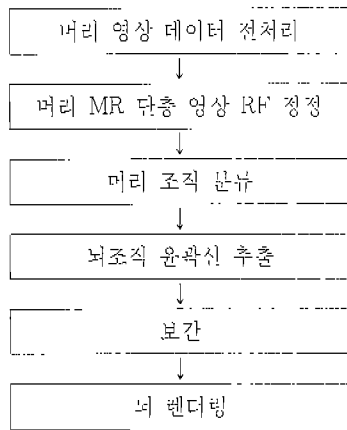 머리 영상 데이터 전처리
머리 MR 단층 영상 RF 정정
머리 조직 분류
뇌조직 윤곽선 추출
보간
뇌 렌더링